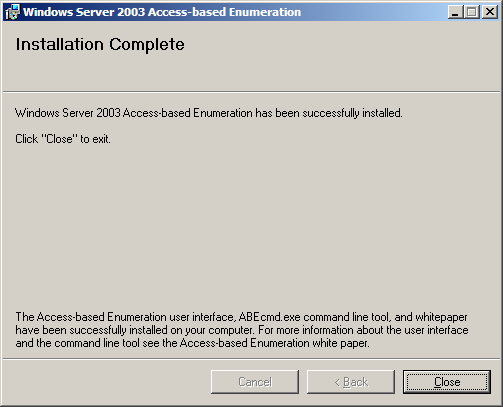 Windows Server 2003 Access-based Enumeration
Installation Complete
Windows Server 2003 Access-based Enumeration has been successfully installed.
Click "Close" to exit.
The Access-based Enumeration user interface, ABEcmd.exe command line tool, and whitepaper
have been successfully installed on your computer. For more information about the user interface
and the command line tool see the Access-based Enumeration white paper.
Cancel
< Back
Close